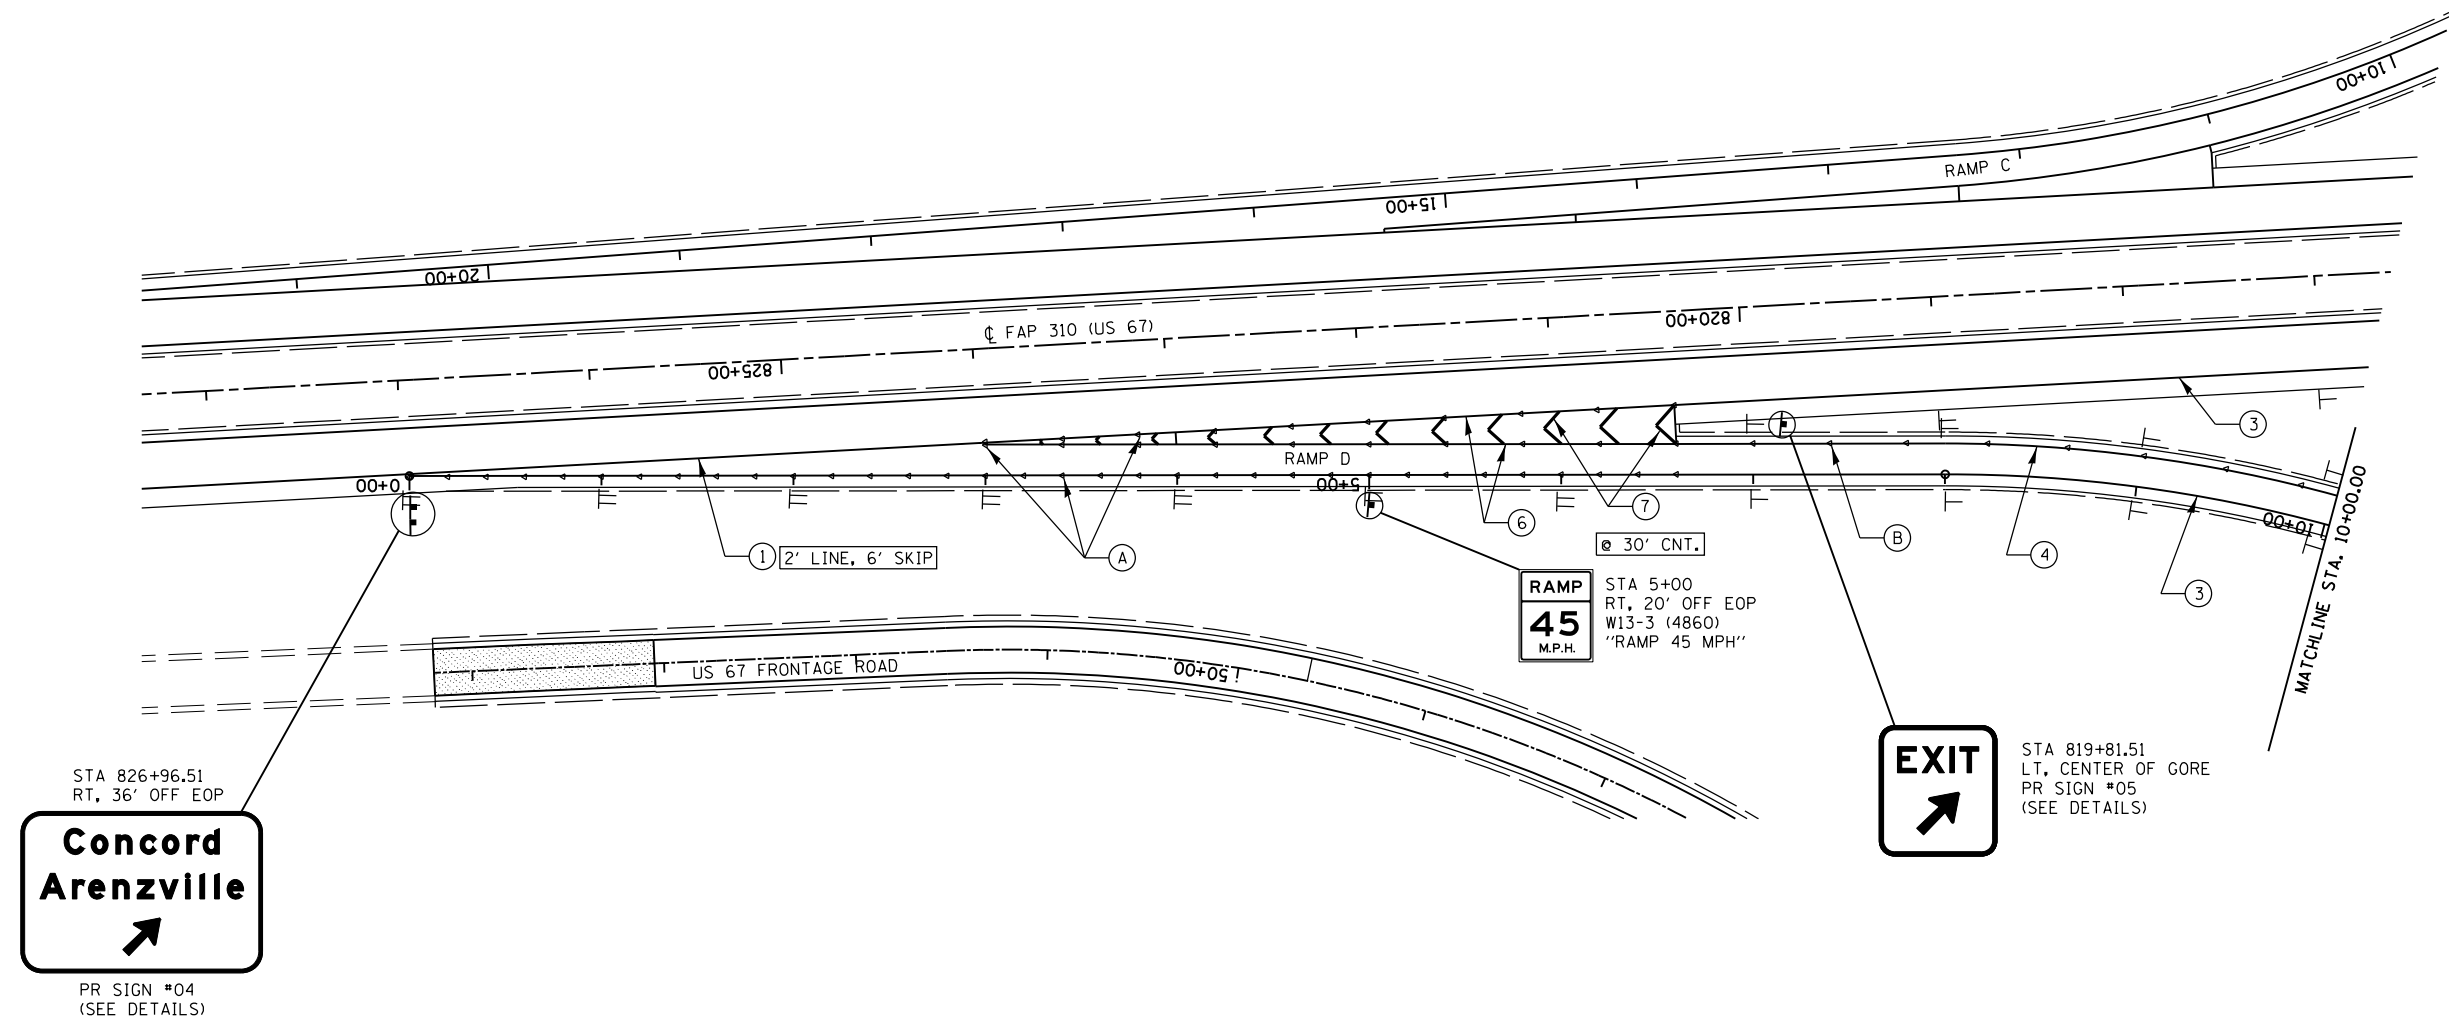 10+00
RAMP C
15+00
20+00
℄ FAP 310 (US 67)
820+00
825+00
3
RAMP D
0+00
5+00
10+00
MATCHLINE STA. 10+00.00
1
2' LINE, 6' SKIP
A
6
7
@ 30' CNT.
B
4
3
RAMP
45
M.P.H.
STA 5+00
RT, 20' OFF EOP
W13-3 (4860)
"RAMP 45 MPH"
US 67 FRONTAGE ROAD
50+00
STA 826+96.51
RT, 36' OFF EOP
Concord
Arenzville
PR SIGN #04
(SEE DETAILS)
EXIT
STA 819+81.51
LT, CENTER OF GORE
PR SIGN #05
(SEE DETAILS)